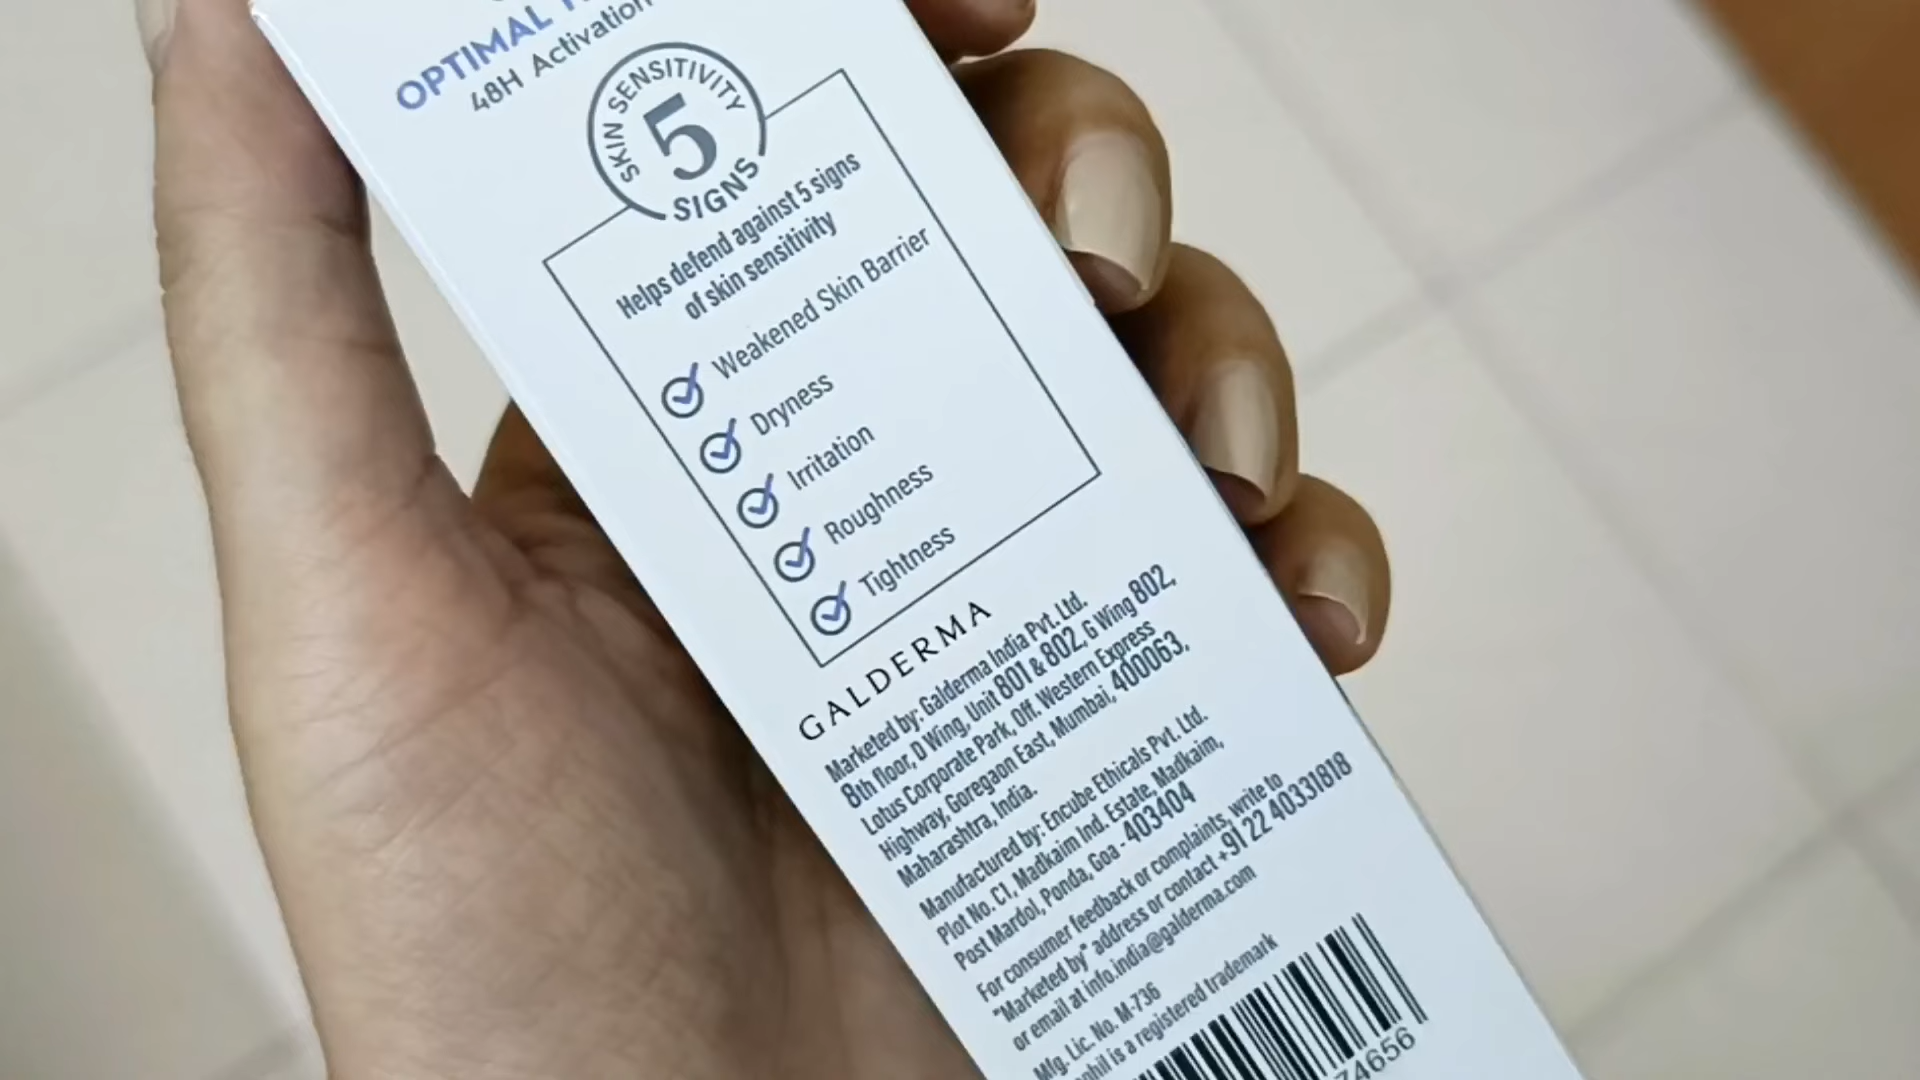 OPTIMAL
48H Activation
SKIN SENSITIVITY
5
SIGNS
Helps defend against 5 signs
of skin sensitivity
Weakened Skin Barrier
Dryness
Irritation
Roughness
Tightness
GALDERMA
Marketed by: Galderma India Pvt. Ltd.
8th floor, D Wing, Unit 801 & 802, G Wing 802,
Lotus Corporate Park, Off. Western Express
Highway, Goregaon East, Mumbai, 400063,
Maharashtra, India.
Manufactured by: Encube Ethicals Pvt. Ltd.
Plot No. C1, Madkaim Ind. Estate, Madkaim,
Post Mardol, Ponda, Goa - 403404
For consumer feedback or complaints, write to
"Marketed by" address or contact +91 22 40331818
or email at info.india@galderma.com
Mfg. Lic. No. M-736
is a registered trademark
74656